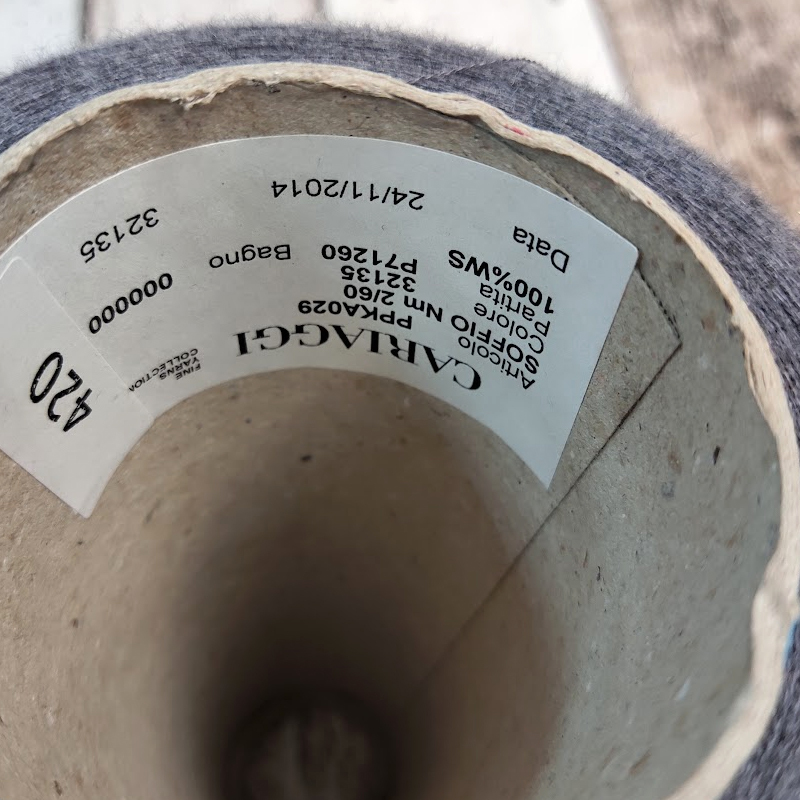 CARIAGGI
FINE
YARNS
COLLECTION
Articolo PPKA029
SOFFIO Nm 2/60
Colore 32135
Partita P71260 Bagno 000000
100%WS
Data 24/11/2014 32135
420